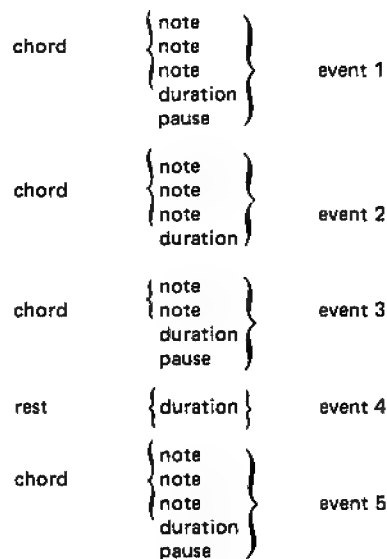 note
chord note
note event 1
duration
pause
note
chord note
note event 2
duration
note
chord note event 3
duration
pause
rest duration event 4
note
chord note
note event 5
duration
pause